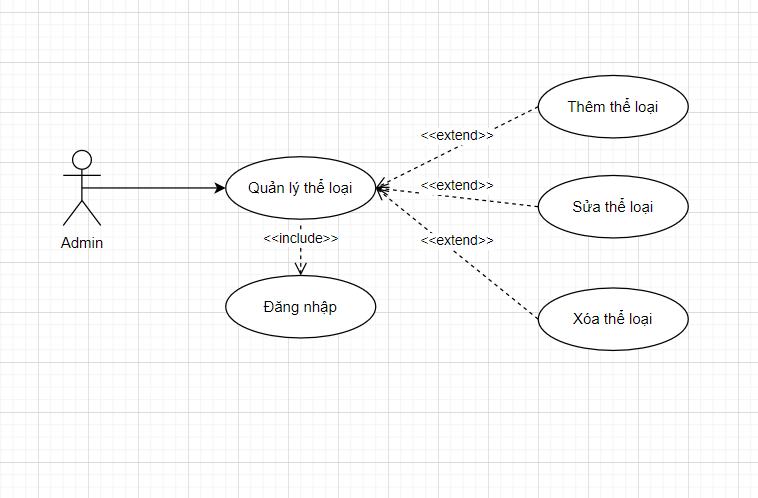 Thêm thể loại
<<extend>>
Quản lý thể loại
<<extend>>
Sửa thể loại
Admin
<<include>>
<<extend>>
Đăng nhập
Xóa thể loại